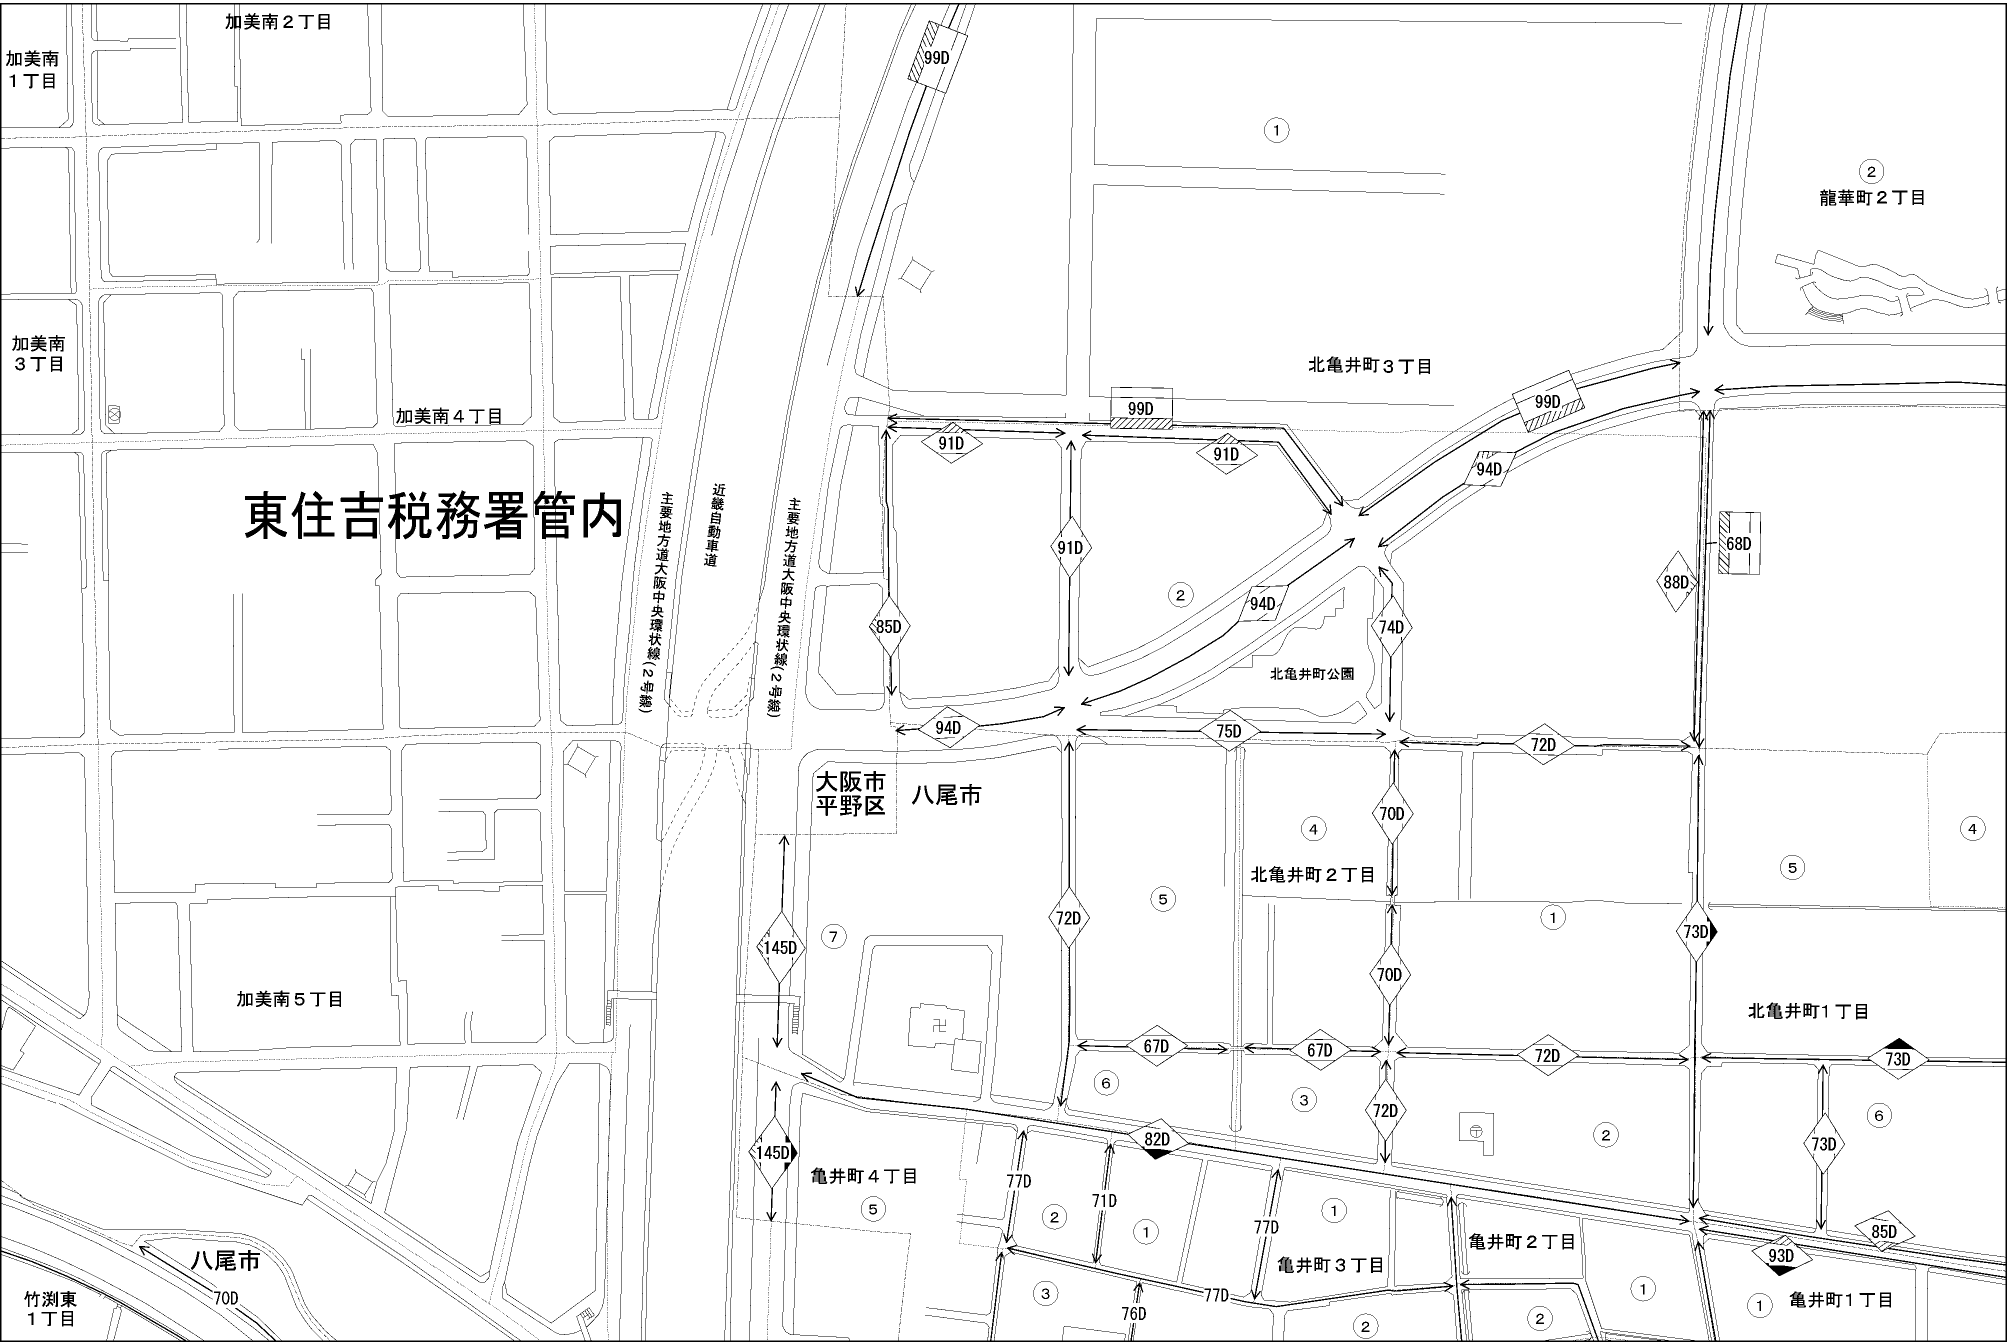 加美南２丁目
加美南
１丁目
99D
①
②
龍華町２丁目
加美南
３丁目
加美南４丁目
北亀井町３丁目
99D
99D
91D
91D
94D
東住吉税務署管内
主要地方道大阪中央環状線(２号線)
近畿自動車道
主要地方道大阪中央環状線(２号線)
91D
68D
88D
②
94D
85D
74D
北亀井町公園
94D
75D
72D
大阪市
平野区
八尾市
70D
④
④
⑤
北亀井町２丁目
⑤
①
72D
73D
⑦
145D
70D
加美南５丁目
北亀井町１丁目
67D
67D
72D
73D
⑥
③
72D
⑥
②
82D
73D
145D
亀井町４丁目
⑤
77D
71D
②
①
77D
①
亀井町２丁目
85D
93D
亀井町３丁目
八尾市
70D
竹渕東
１丁目
③
76D
77D
①
①
亀井町１丁目
②
②